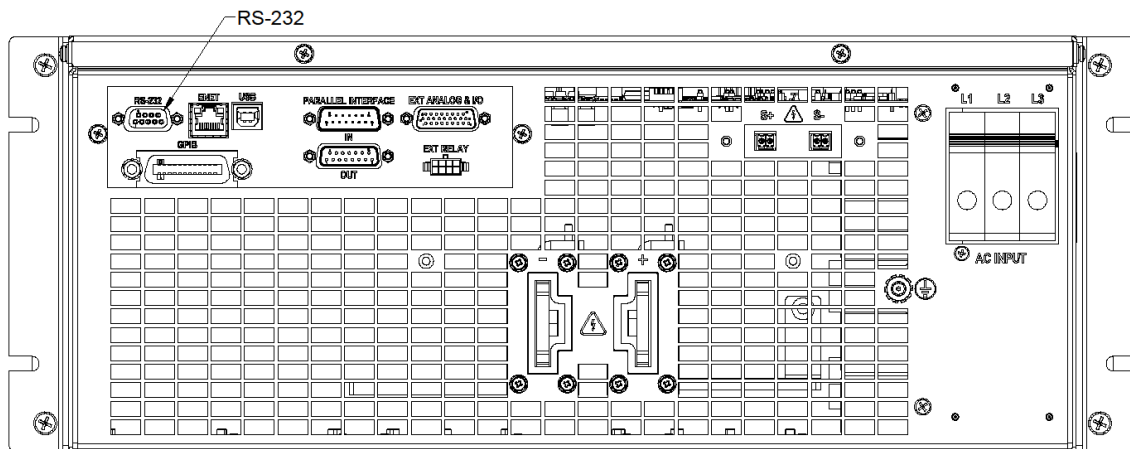 RS-232
RS-232
ENET
USB
PARALLEL INTERFACE
EXT ANALOG & I/O
IN
GPIB
OUT
EXT RELAY
S+
S-
L1
L2
L3
AC INPUT
-
+